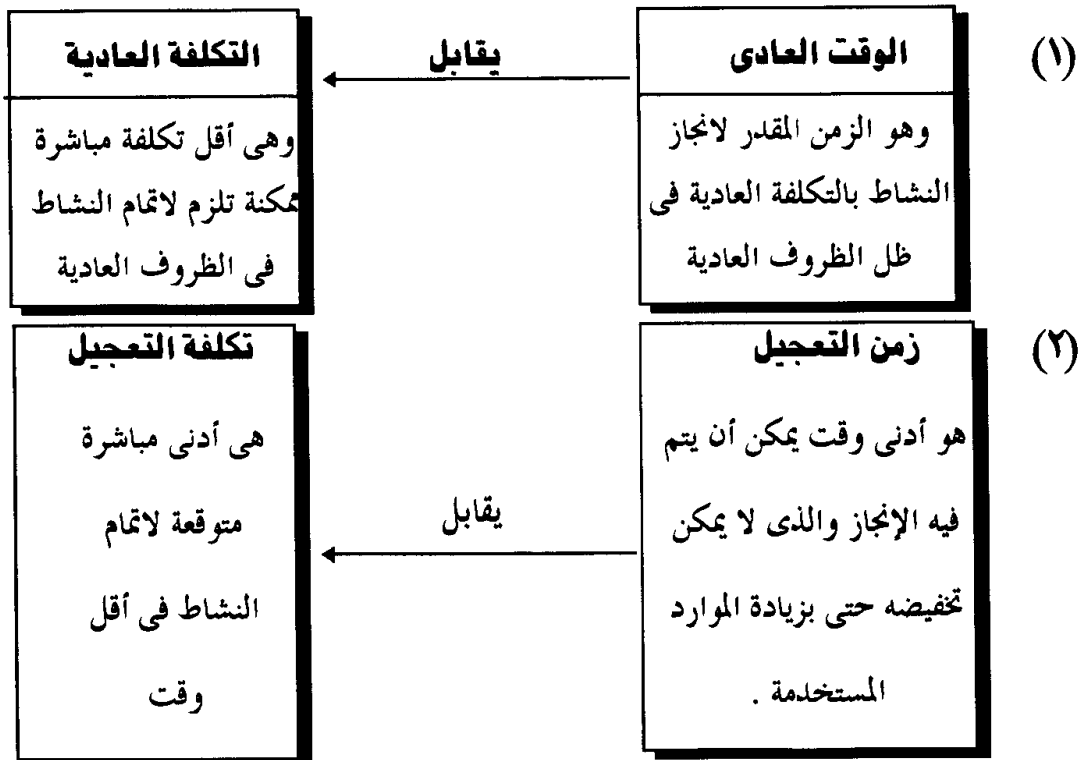 (١)
الوقت العادى
وهو الزمن المقدر لانجاز
النشاط بالتكلفة العادية فى
ظل الظروف العادية
يقابل
التكلفة العادية
وهى أقل تكلفة مباشرة
ممكنة تلزم لاتمام النشاط
فى الظروف العادية
(٢)
زمن التعجيل
هو أدنى وقت يمكن أن يتم
فيه الإنجاز والذى لا يمكن
تخفيضه حتى بزيادة الموارد
المستخدمة .
يقابل
تكلفة التعجيل
هى أدنى مباشرة
متوقعة لاتمام
النشاط فى أقل
وقت